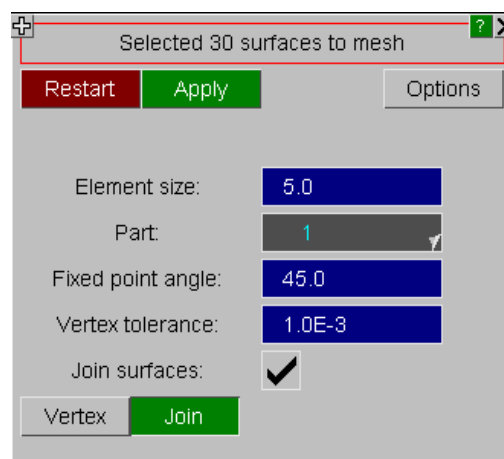 ?
Selected 30 surfaces to mesh
Restart Apply Options
Element size: 5.0
Part: 1
Fixed point angle: 45.0
Vertex tolerance: 1.0E-3
Join surfaces:
Vertex Join